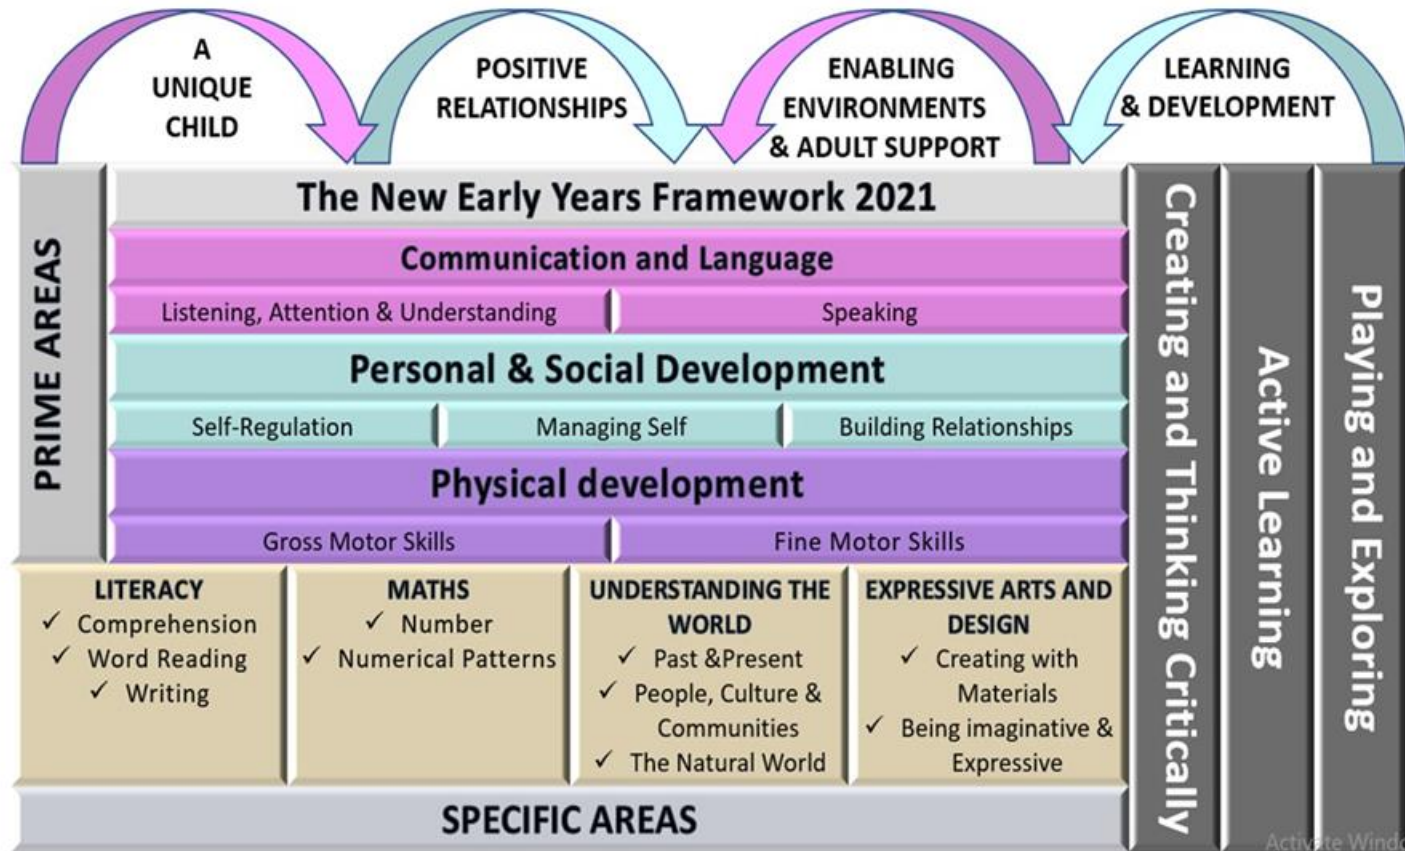 A
UNIQUE
CHILD
POSITIVE
RELATIONSHIPS
ENABLING
ENVIRONMENTS
& ADULT SUPPORT
LEARNING
& DEVELOPMENT
PRIME AREAS
The New Early Years Framework 2021
Communication and Language
Listening, Attention & Understanding
Speaking
Personal & Social Development
Self-Regulation
Managing Self
Building Relationships
Physical development
Gross Motor Skills
Fine Motor Skills
LITERACY
✓ Comprehension
✓ Word Reading
✓ Writing
MATHS
✓ Number
✓ Numerical Patterns
UNDERSTANDING THE
WORLD
✓ Past &Present
✓ People, Culture &
Communities
✓ The Natural World
EXPRESSIVE ARTS AND
DESIGN
✓ Creating with
Materials
✓ Being imaginative &
Expressive
SPECIFIC AREAS
Creating and Thinking Critically
Active Learning
Playing and Exploring
Activate Windo